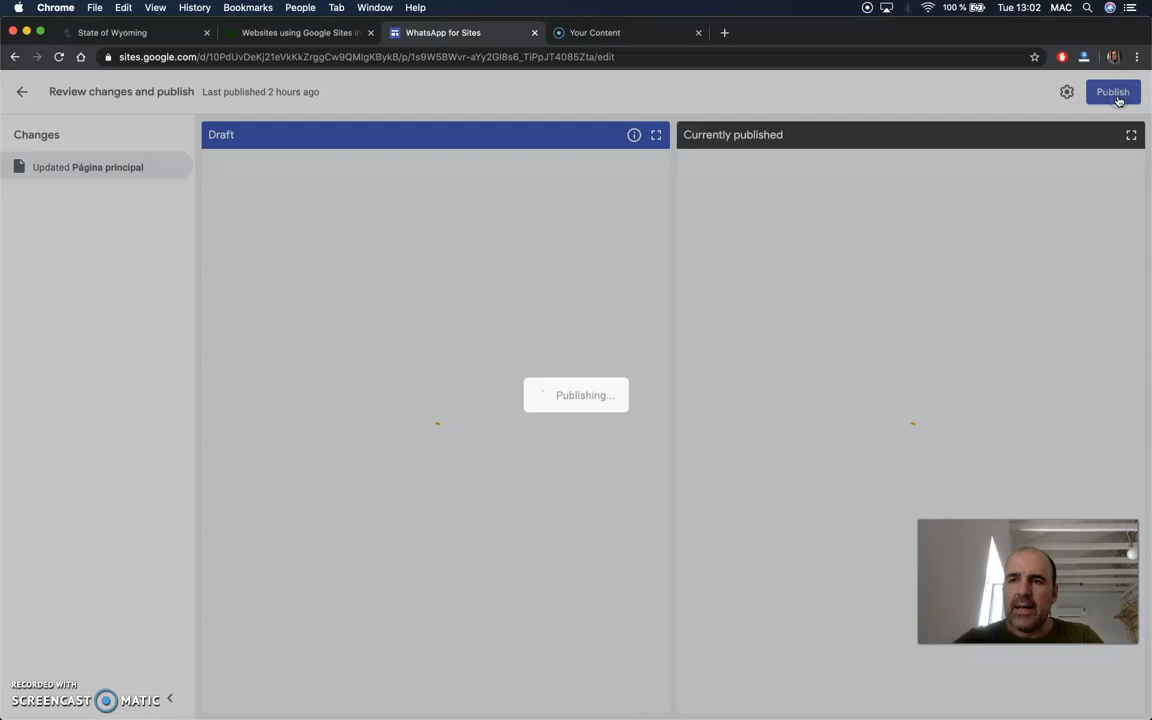 Chrome File Edit View History Bookmarks People Tab Window Help 100 % Tue 13:02 MAC
State of Wyoming
Websites using Google Sites in
WhatsApp for Sites
Your Content
sites.google.com/d/10PdUvDeKj21eVkKkZrggCw9QMIgKBykB/p/1s9W5BWvr-aYy2Gl8s6_TiPpJT4085Zta/edit
Review changes and publish Last published 2 hours ago
Publish
Changes
Draft
Currently published
Updated Página principal
Publishing...
RECORDED WITH
SCREENCAST MATIC